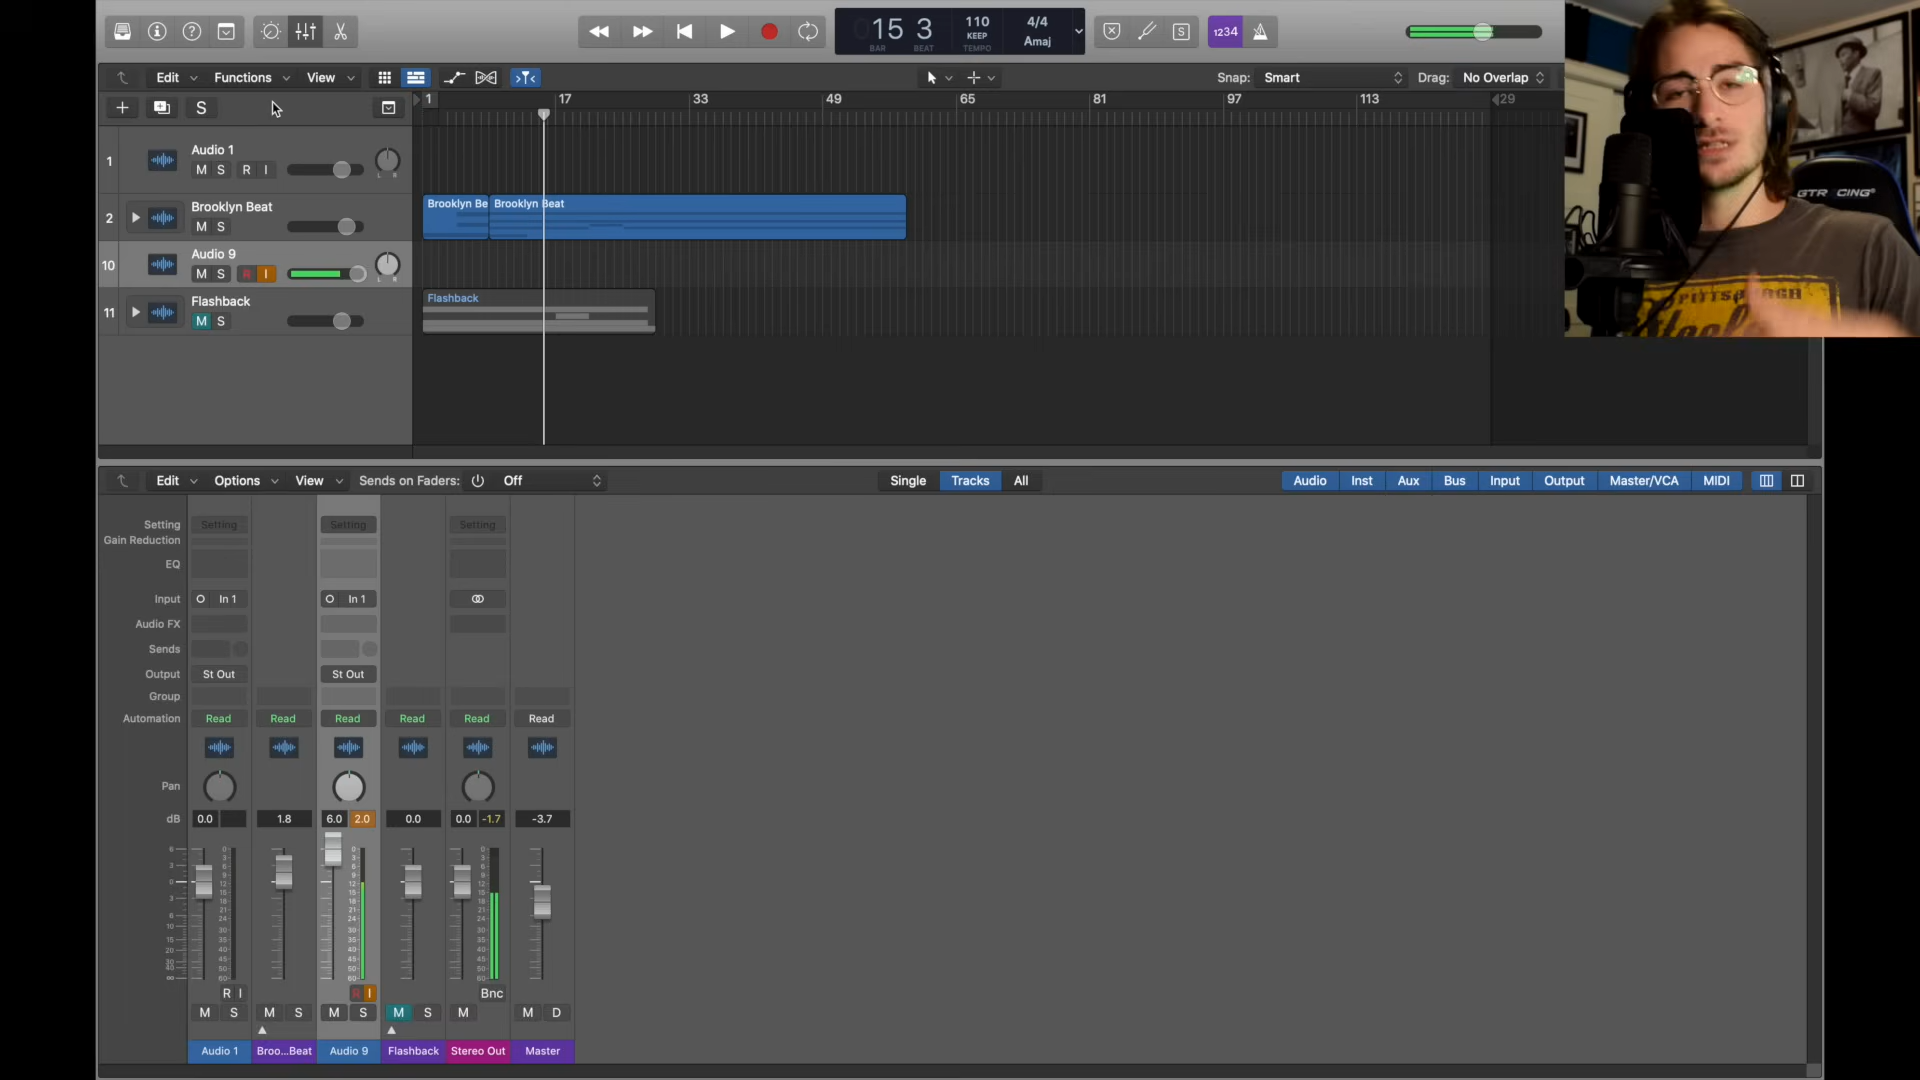 15 3
BAR BEAT
110
KEEP
TEMPO
4/4
Amaj
S
1234
Edit Functions View
Snap: Smart
Drag: No Overlap
S
1 17 33 49 65 81 97 113 29
1 Audio 1
M S R I
L R
2 Brooklyn Beat
M S
Brooklyn Be
Brooklyn Beat
10 Audio 9
M S R I
L R
11 Flashback
M S
Flashback
GTR CING
PITTSBURGH
Steelers
Edit Options View Sends on Faders: Off
Single Tracks All
Audio Inst Aux Bus Input Output Master/VCA MIDI
Setting Setting Setting Setting
Gain Reduction
EQ
Input In 1 In 1
Audio FX
Sends
Output St Out St Out
Group
Automation Read Read Read Read Read Read
Pan
dB 0.0 1.8 6.0 2.0 0.0 0.0 -1.7 -3.7
R I R I Bnc
M S M S M S M S M M D
Audio 1 Broo...Beat Audio 9 Flashback Stereo Out Master